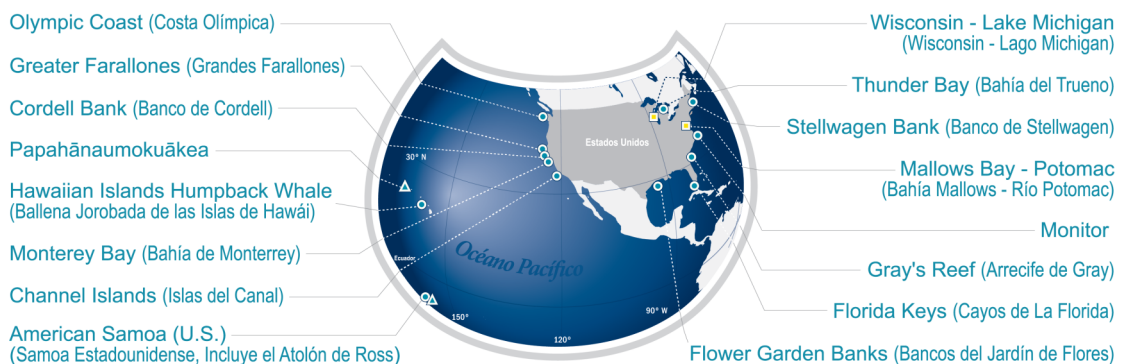 Olympic Coast (Costa Olímpica)
Greater Farallones (Grandes Farallones)
Cordell Bank (Banco de Cordell)
Papahānaumokuākea
Hawaiian Islands Humpback Whale
(Ballena Jorobada de las Islas de Hawái)
Monterey Bay (Bahía de Monterrey)
Channel Islands (Islas del Canal)
American Samoa (U.S.)
(Samoa Estadounidense, Incluye el Atolón de Ross)
30° N
Estados Unidos
Ecuador
Océano Pacífico
150°
120°
90° W
Wisconsin - Lake Michigan
(Wisconsin - Lago Michigan)
Thunder Bay (Bahía del Trueno)
Stellwagen Bank (Banco de Stellwagen)
Mallows Bay - Potomac
(Bahía Mallows - Río Potomac)
Monitor
Gray's Reef (Arrecife de Gray)
Florida Keys (Cayos de La Florida)
Flower Garden Banks (Bancos del Jardín de Flores)